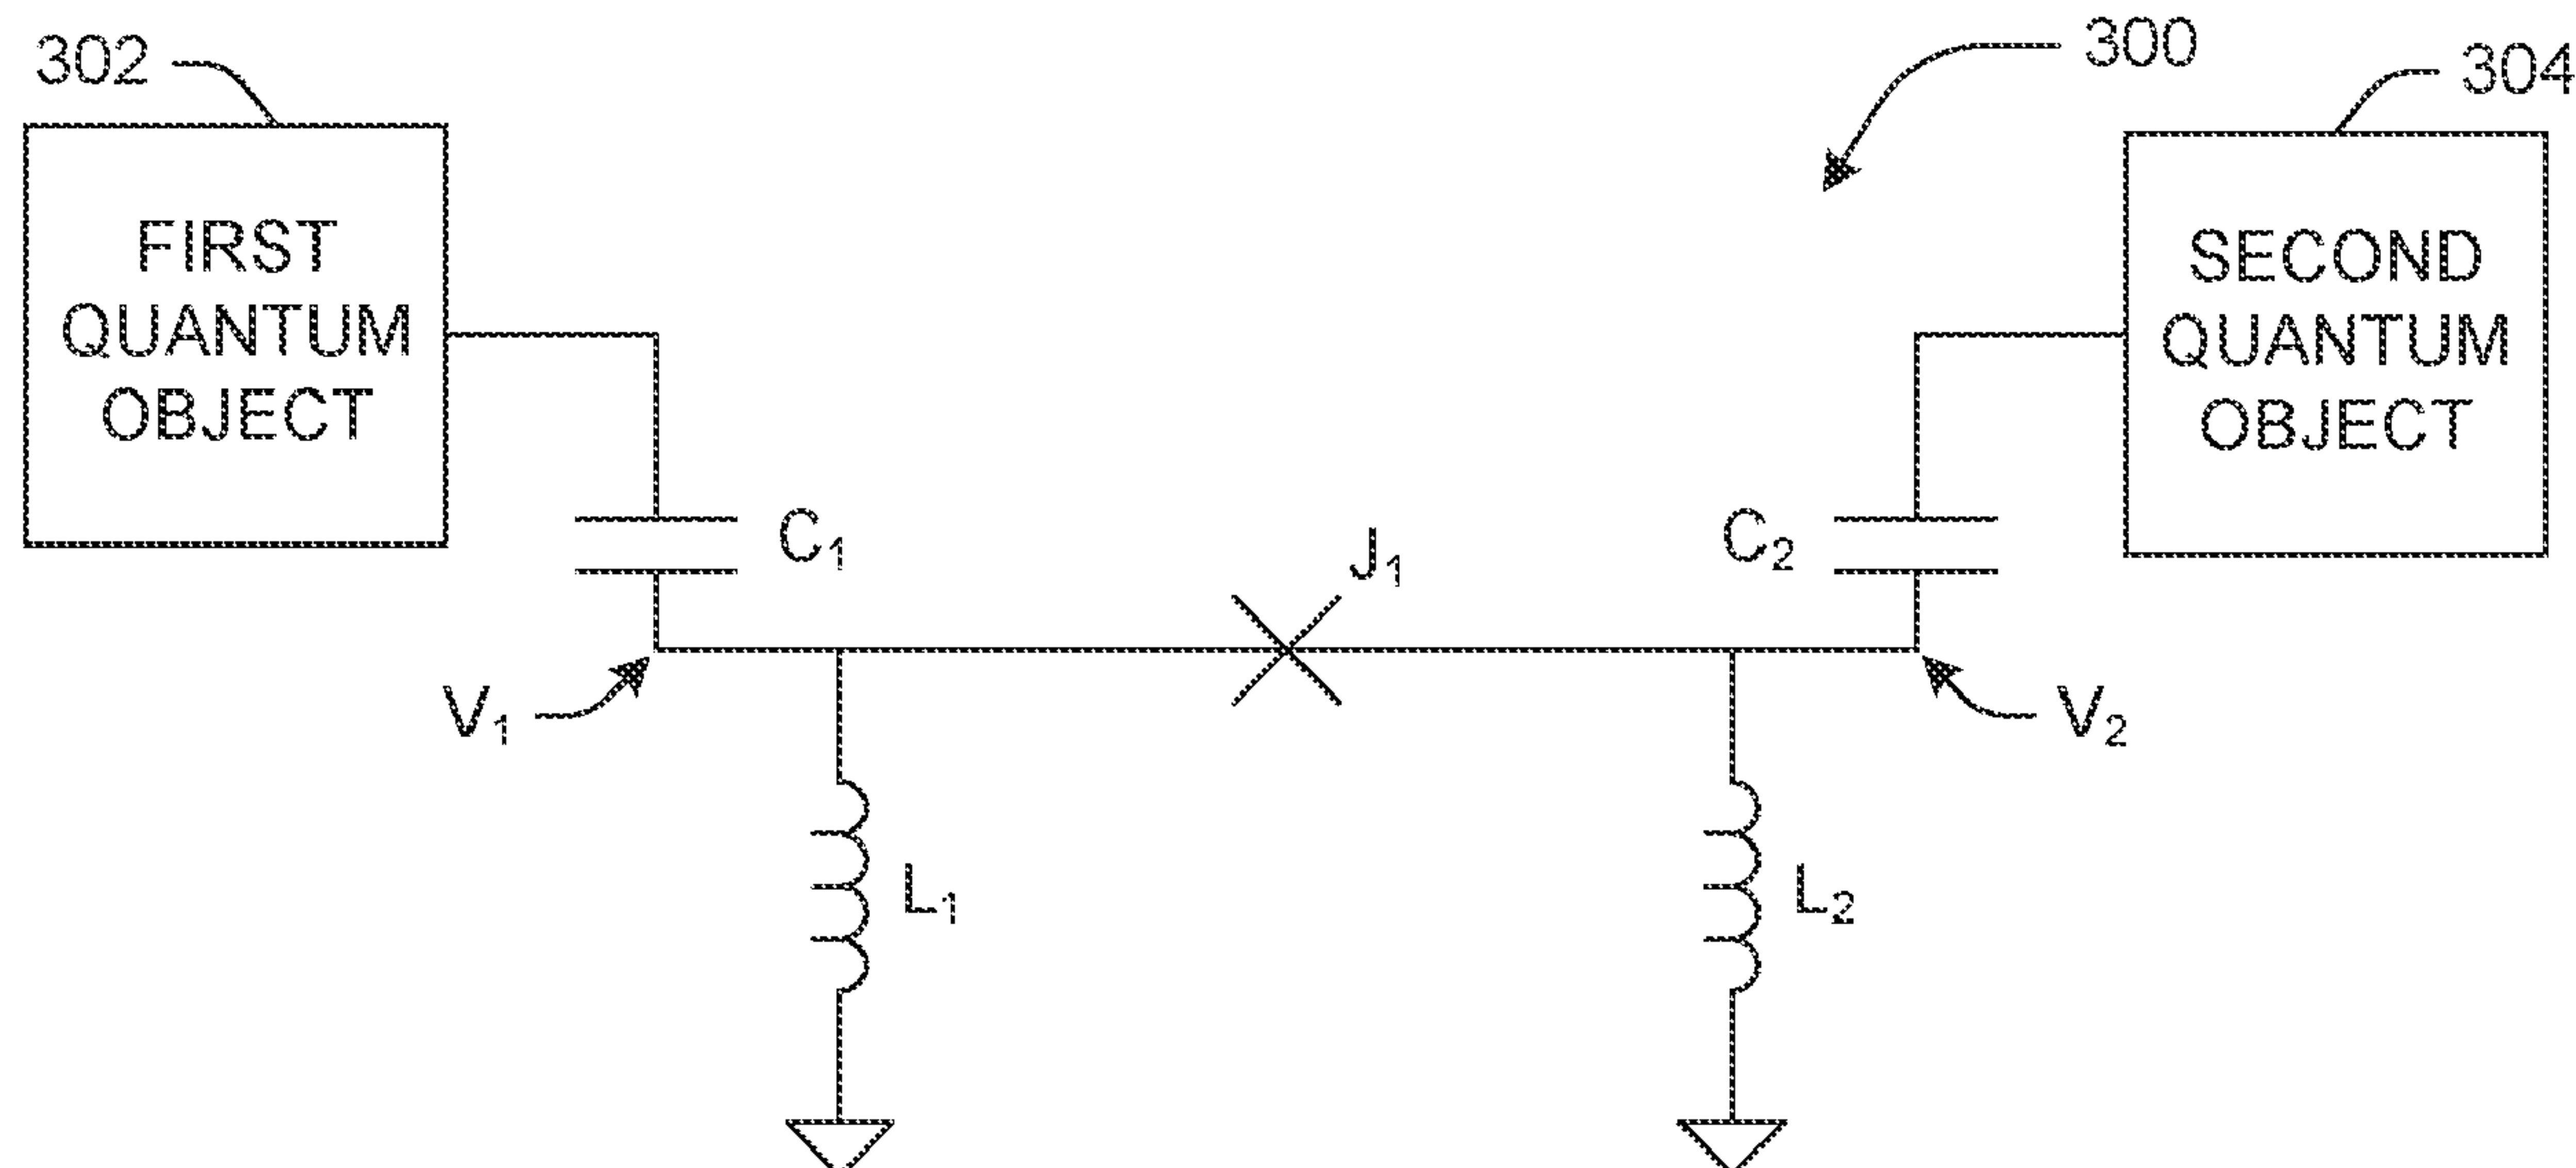 302
300
304
FIRST
QUANTUM
OBJECT
SECOND
QUANTUM
OBJECT
C₁
J₁
C₂
V₁
V₂
L₁
L₂